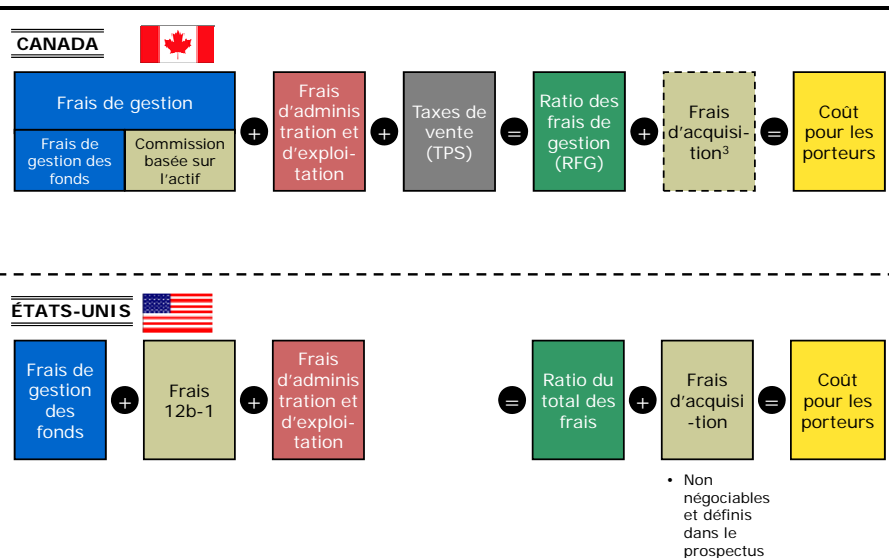 CANADA
Frais de gestion
Frais de
gestion des
fonds
Commission
basée sur
l'actif
+
Frais
d'adminis
tration et
d'exploi-
tation
+
Taxes de
vente
(TPS)
=
Ratio des
frais de
gestion
(RFG)
+
Frais
d'acquisi-
tion³
=
Coût
pour les
porteurs
ÉTATS-UNIS
Frais de
gestion
des
fonds
+
Frais
12b-1
+
Frais
d'adminis
tration et
d'exploi-
tation
=
Ratio du
total des
frais
+
Frais
d'acquisi
-tion
=
Coût
pour les
porteurs
• Non
négociables
et définis
dans le
prospectus